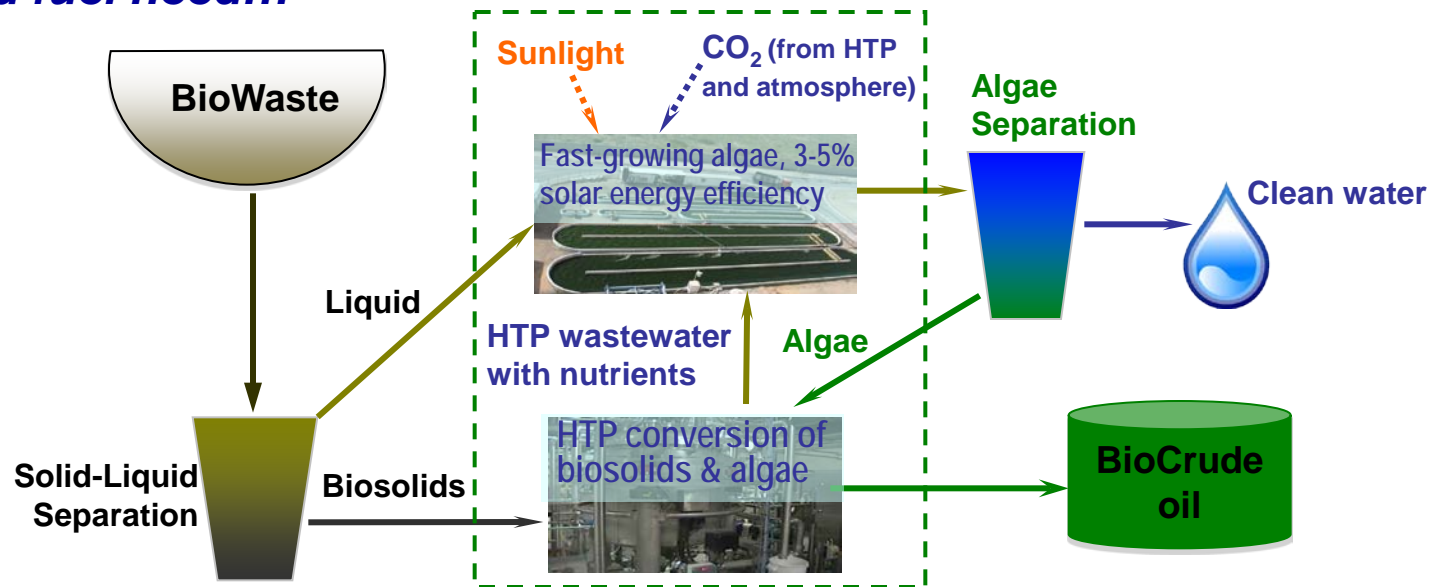 BioWaste
Sunlight
CO2 (from HTP
and atmosphere)
Algae
Separation
Fast-growing algae, 3-5%
solar energy efficiency
Clean water
Liquid
HTP wastewater
with nutrients
Algae
HTP conversion of
biosolids & algae
BioCrude
oil
Solid-Liquid
Separation
Biosolids